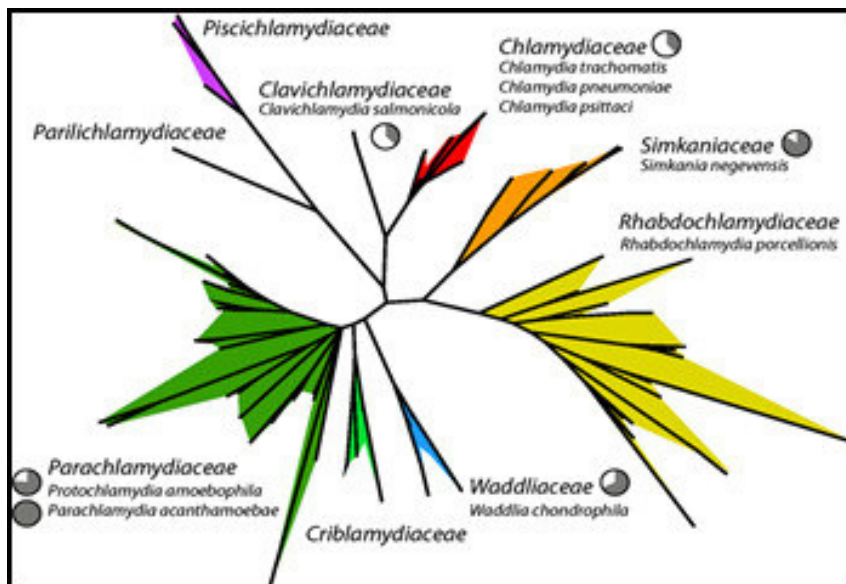 Piscichlamydiaceae
Chlamydiaceae
Chlamydia trachomatis
Chlamydia pneumoniae
Chlamydia psittaci
Clavichlamydiaceae
Clavichlamydia salmonicola
Parilichlamydiaceae
Simkaniaceae
Simkania negevensis
Rhabdochlamydiaceae
Rhabdochlamydia porcellionis
Parachlamydiaceae
Protochlamydia amoebophila
Parachlamydia acanthamoebae
Waddliaceae
Waddlia chondrophila
Criblamydiaceae